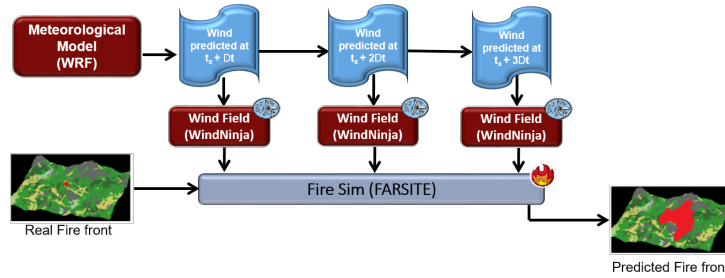 Meteorological
Model
(WRF)
Wind
predicted at
tx + Dt
Wind
predicted at
tx + 2Dt
Wind
predicted at
tx + 3Dt
Wind Field
(WindNinja)
Wind Field
(WindNinja)
Wind Field
(WindNinja)
Fire Sim (FARSITE)
Real Fire front
Predicted Fire fron